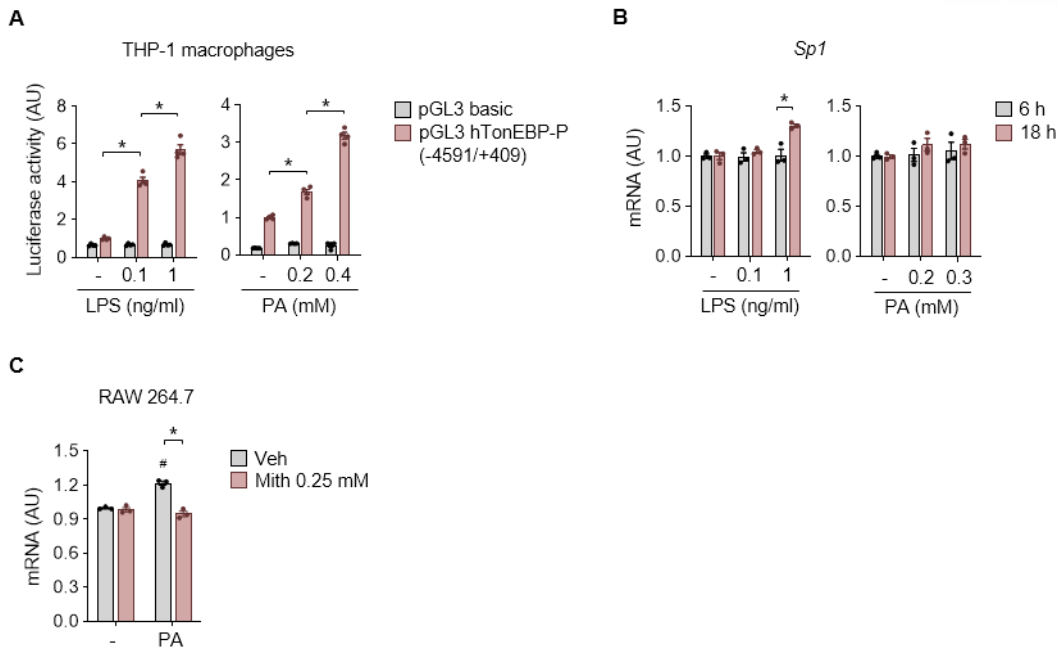 A
THP-1 macrophages
Luciferase activity (AU)
8
6
4
2
0
*
*
- 0.1 1
LPS (ng/ml)
4
3
2
1
0
*
*
- 0.2 0.4
PA (mM)
pGL3 basic
pGL3 hTonEBP-P
(-4591/+409)
B
Sp1
mRNA (AU)
1.5
1.0
0.5
0.0
*
- 0.1 1
LPS (ng/ml)
1.5
1.0
0.5
0.0
- 0.2 0.3
PA (mM)
6 h
18 h
C
RAW 264.7
mRNA (AU)
1.5
1.2
0.9
0.6
0.3
0.0
*
#
- PA
Veh
Mith 0.25 mM